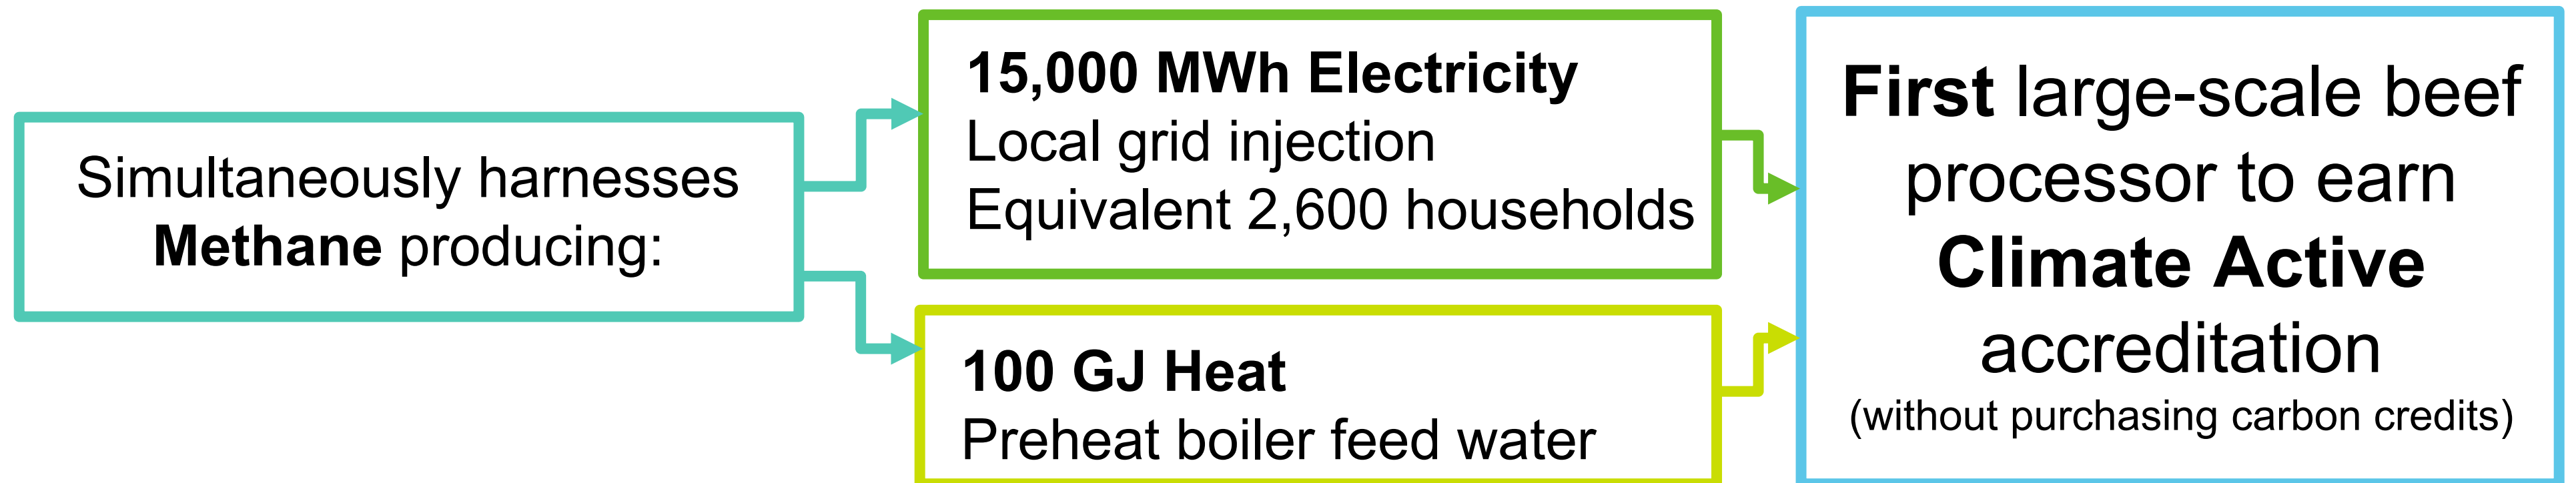 Simultaneously harnesses
Methane producing:
15,000 MWh Electricity
Local grid injection
Equivalent 2,600 households
100 GJ Heat
Preheat boiler feed water
First large-scale beef
processor to earn
Climate Active
accreditation
(without purchasing carbon credits)